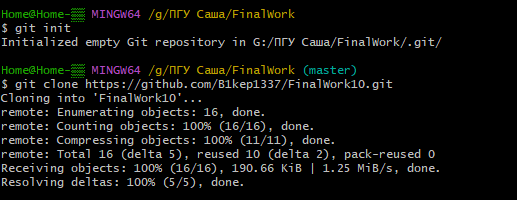 Home@Home-▒▒ MINGW64 /g/ПГУ Саша/FinalWork
$ git init
Initialized empty Git repository in G:/ПГУ Саша/FinalWork/.git/
Home@Home-▒▒ MINGW64 /g/ПГУ Саша/FinalWork (master)
$ git clone https://github.com/B1kep1337/FinalWork10.git
Cloning into 'FinalWork10'...
remote: Enumerating objects: 16, done.
remote: Counting objects: 100% (16/16), done.
remote: Compressing objects: 100% (11/11), done.
remote: Total 16 (delta 5), reused 10 (delta 2), pack-reused 0
Receiving objects: 100% (16/16), 190.66 KiB | 1.25 MiB/s, done.
Resolving deltas: 100% (5/5), done.